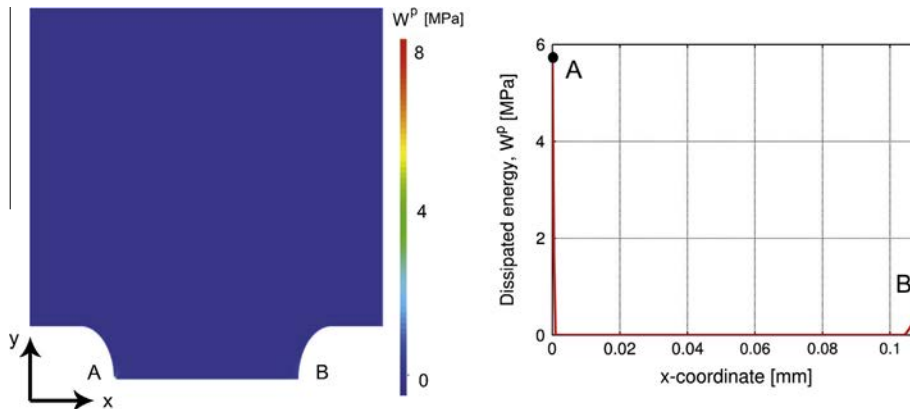 W^p [MPa]
8
4
0
y
x
A
B
6
4
2
0
Dissipated energy, W^p [MPa]
A
B
0
0.02
0.04
0.06
0.08
0.1
x-coordinate [mm]